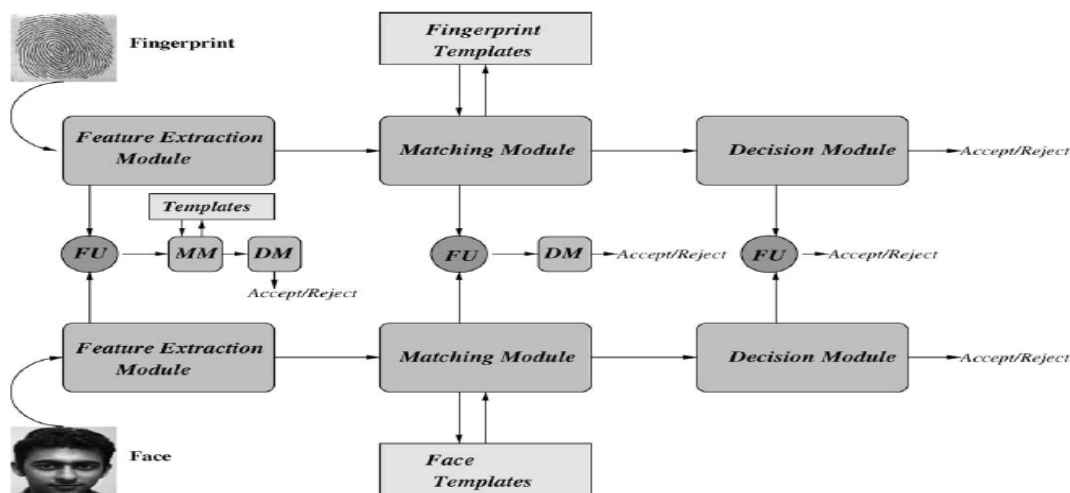 Fingerprint
Fingerprint
Templates
Feature Extraction
Module
Matching Module
Decision Module
Accept/Reject
Templates
FU
MM
DM
Accept/Reject
FU
DM
Accept/Reject
FU
Accept/Reject
Feature Extraction
Module
Matching Module
Decision Module
Accept/Reject
Face
Face
Templates